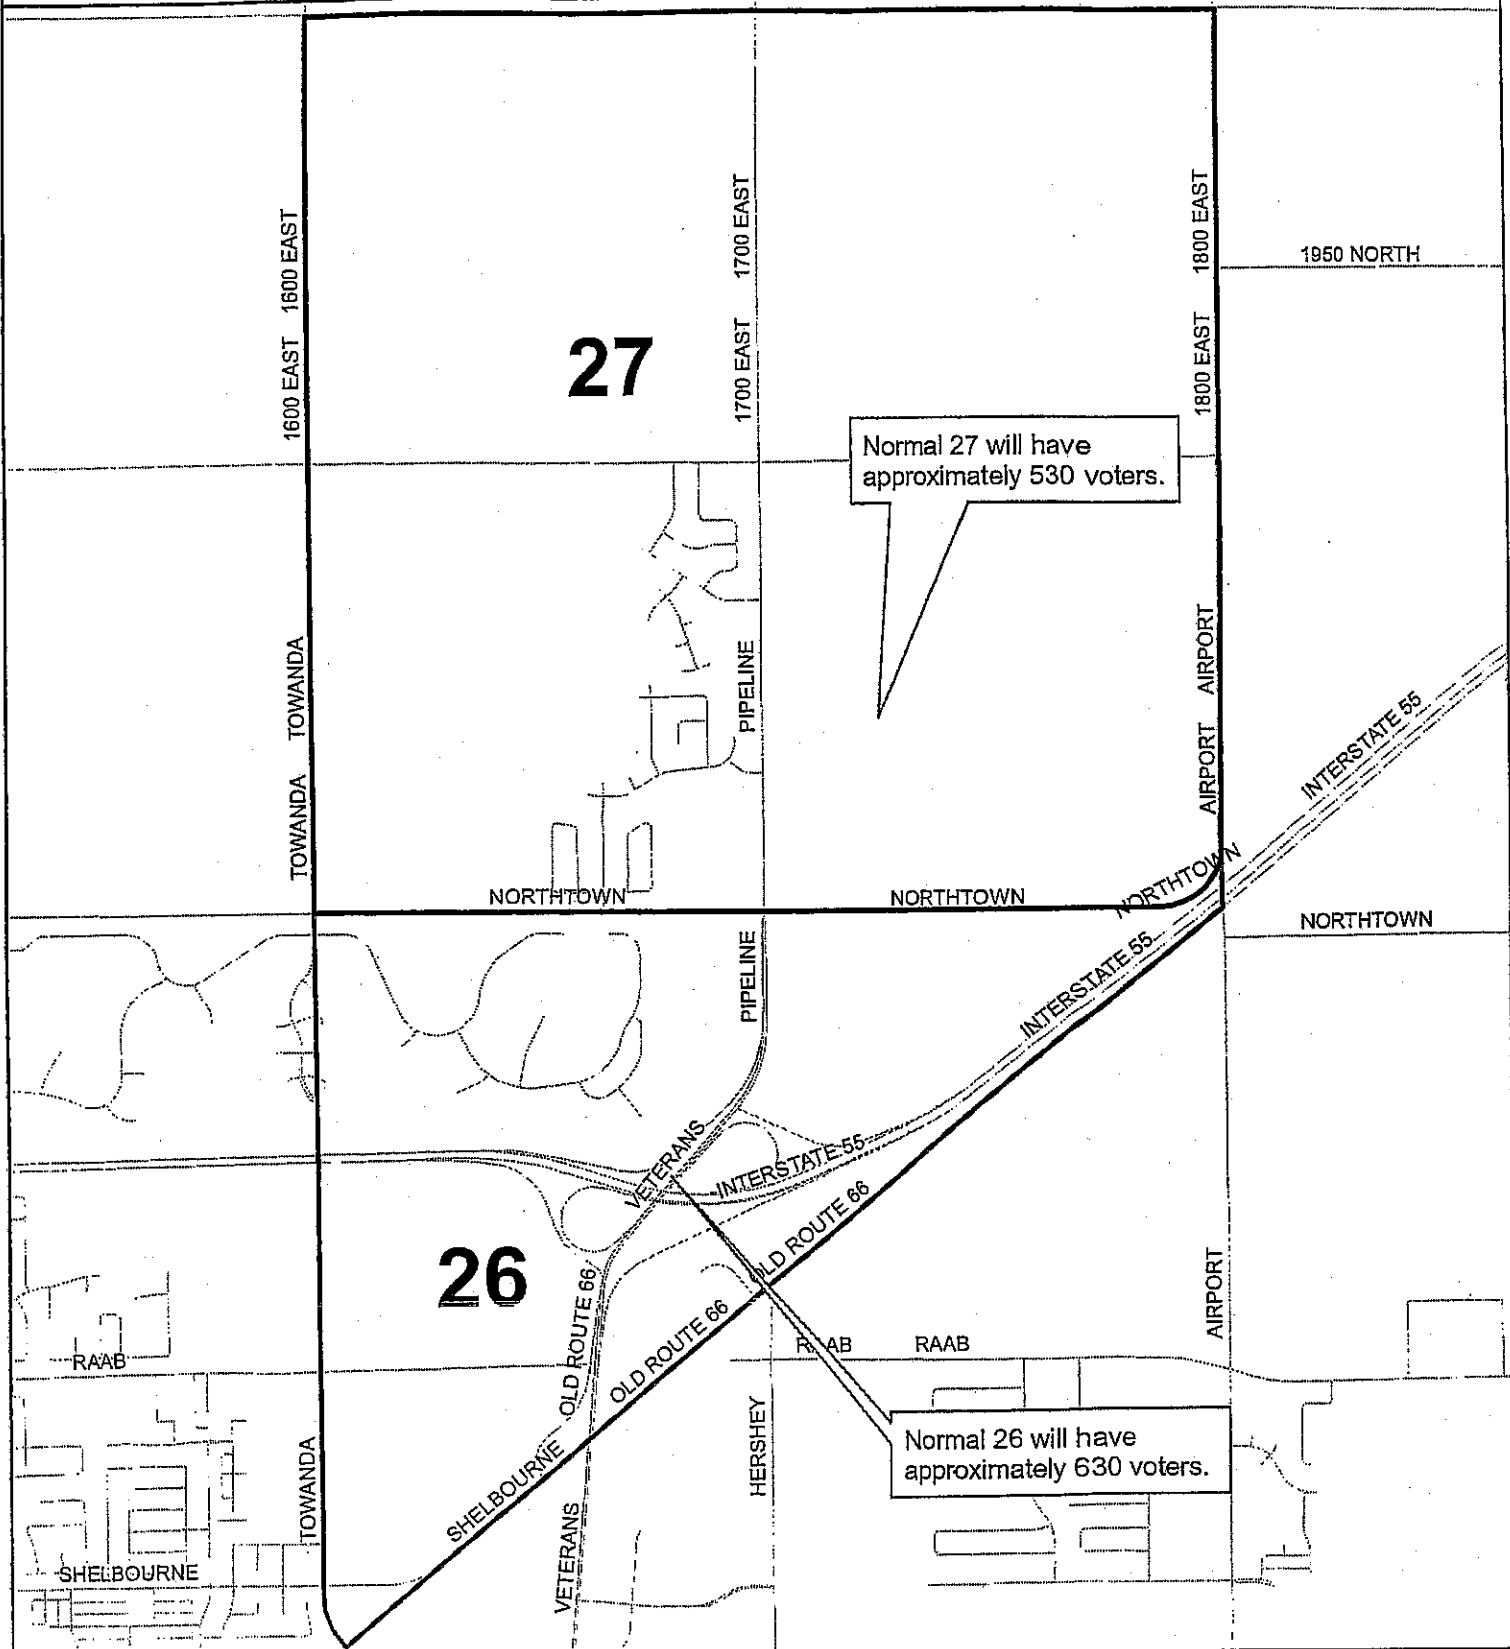 1600 EAST
1600 EAST
1700 EAST
1700 EAST
1800 EAST
1800 EAST
1950 NORTH
27
Normal 27 will have
approximately 530 voters.
TOWANDA
TOWANDA
PIPELINE
AIRPORT
AIRPORT
INTERSTATE 55
NORTHTOWN
NORTHTOWN
NORTHTOWN
NORTHTOWN
PIPELINE
INTERSTATE 55
VETERANS
INTERSTATE 55
OLD ROUTE 66
26
OLD ROUTE 66
OLD ROUTE 66
AIRPORT
RAAB
RAAB
RAAB
HERSHEY
Normal 26 will have
approximately 630 voters.
TOWANDA
SHELBOURNE
VETERANS
SHELBOURNE